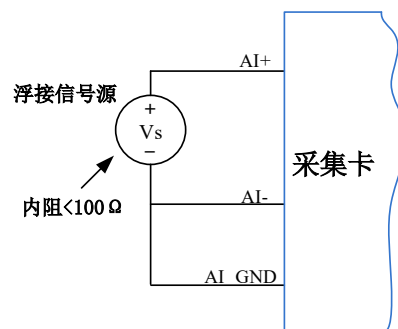 AI+
浮接信号源
+
Vs
−
采集卡
内阻<100Ω
AI-
AI_GND